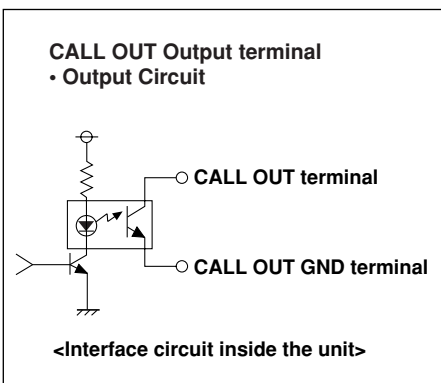 CALL OUT Output terminal
• Output Circuit
CALL OUT terminal
CALL OUT GND terminal
<Interface circuit inside the unit>